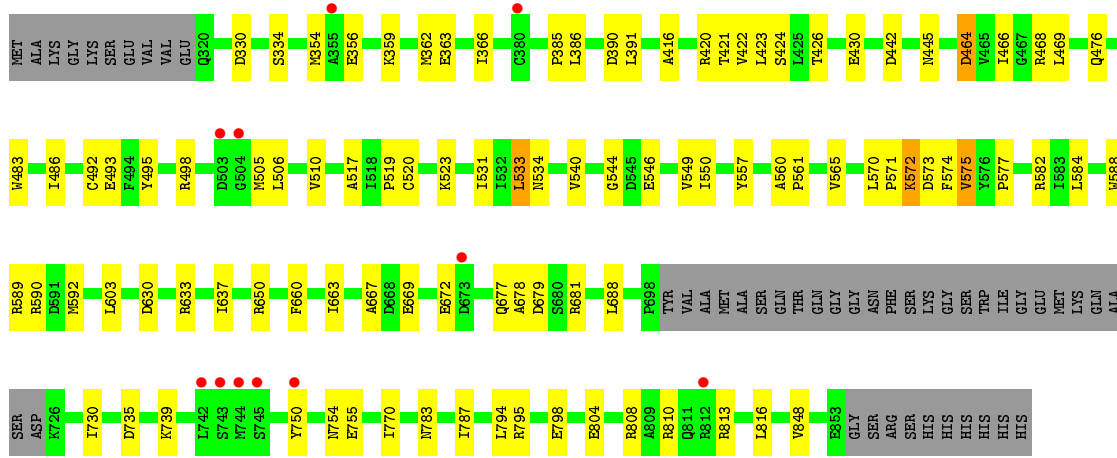 MET ALA LYS GLY LYS SER GLU VAL VAL GLU Q320 D330 S334 M354 A355 E356 K359 M362 E363 I366 C380 P385 L386 D390 L391 A416 R420 T421 V422 L423 S424 L425 T426 E430 D442 N445 D464 V465 I466 G467 R468 L469 Q476
W483 I486 C492 E493 F494 Y495 R498 D503 G504 M505 L506 V510 A517 I518 P519 C520 K523 I531 I532 L533 N534 V540 G544 D545 E546 V549 I550 Y557 A560 P561 V565 L570 P571 K572 D573 F574 V575 Y576 P577 R582 I583 L584 W588
R589 R590 D591 M592 L603 D630 R633 I637 R650 F660 I663 A667 D668 E669 E672 D673 Q677 A678 D679 S680 R681 L688 P698 TYR VAL ALA MET ALA SER GLN THR GLN GLY GLY ASN PHE SER LYS GLY SER TRP ILE GLY GLU MET LYS GLN ALA
SER ASP K726 I730 D735 K739 L742 S743 M744 S745 Y750 N754 E755 I770 N783 I787 L794 R795 E798 E804 R808 A809 R810 Q811 R812 R813 L816 V848 E853 GLY SER ARG SER HIS HIS HIS HIS HIS HIS